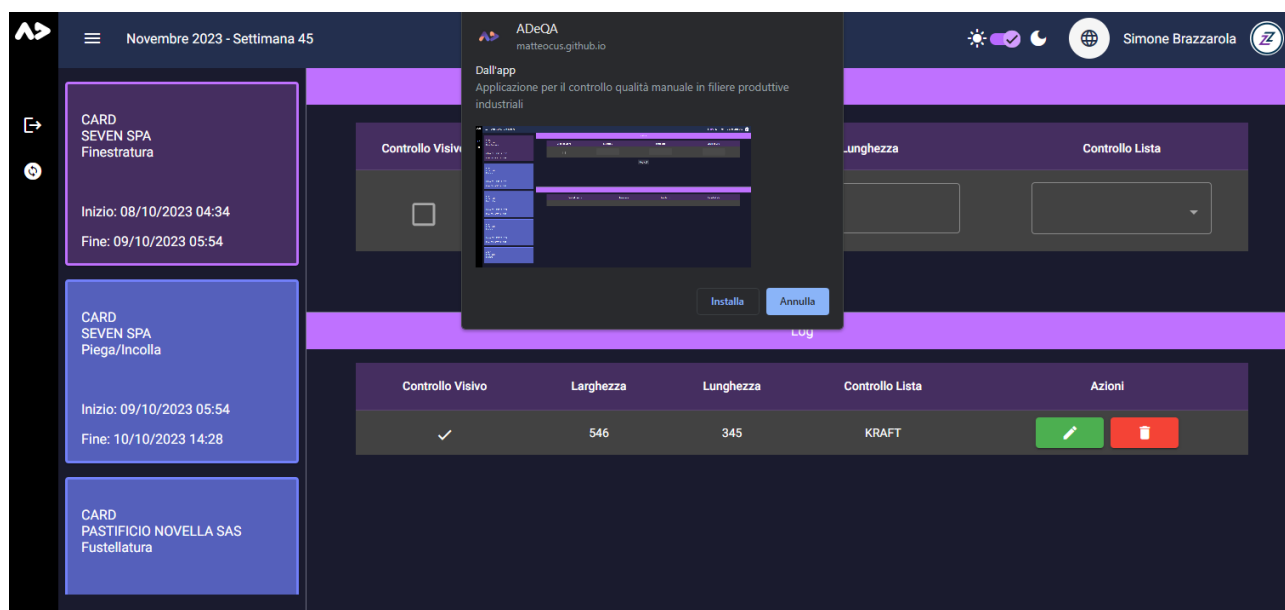 Novembre 2023 - Settimana 45
ADeQA
matteocus.github.io
Dall'app
Applicazione per il controllo qualità manuale in filiere produttive
industriali
Installa
Annulla
Simone Brazzarola
CARD
SEVEN SPA
Finestratura
Inizio: 08/10/2023 04:34
Fine: 09/10/2023 05:54
CARD
SEVEN SPA
Piega/Incolla
Inizio: 09/10/2023 05:54
Fine: 10/10/2023 14:28
CARD
PASTIFICIO NOVELLA SAS
Fustellatura
Controllo Visiv
Lunghezza
Controllo Lista
Log
Controllo Visivo
Larghezza
Lunghezza
Controllo Lista
Azioni
546
345
KRAFT